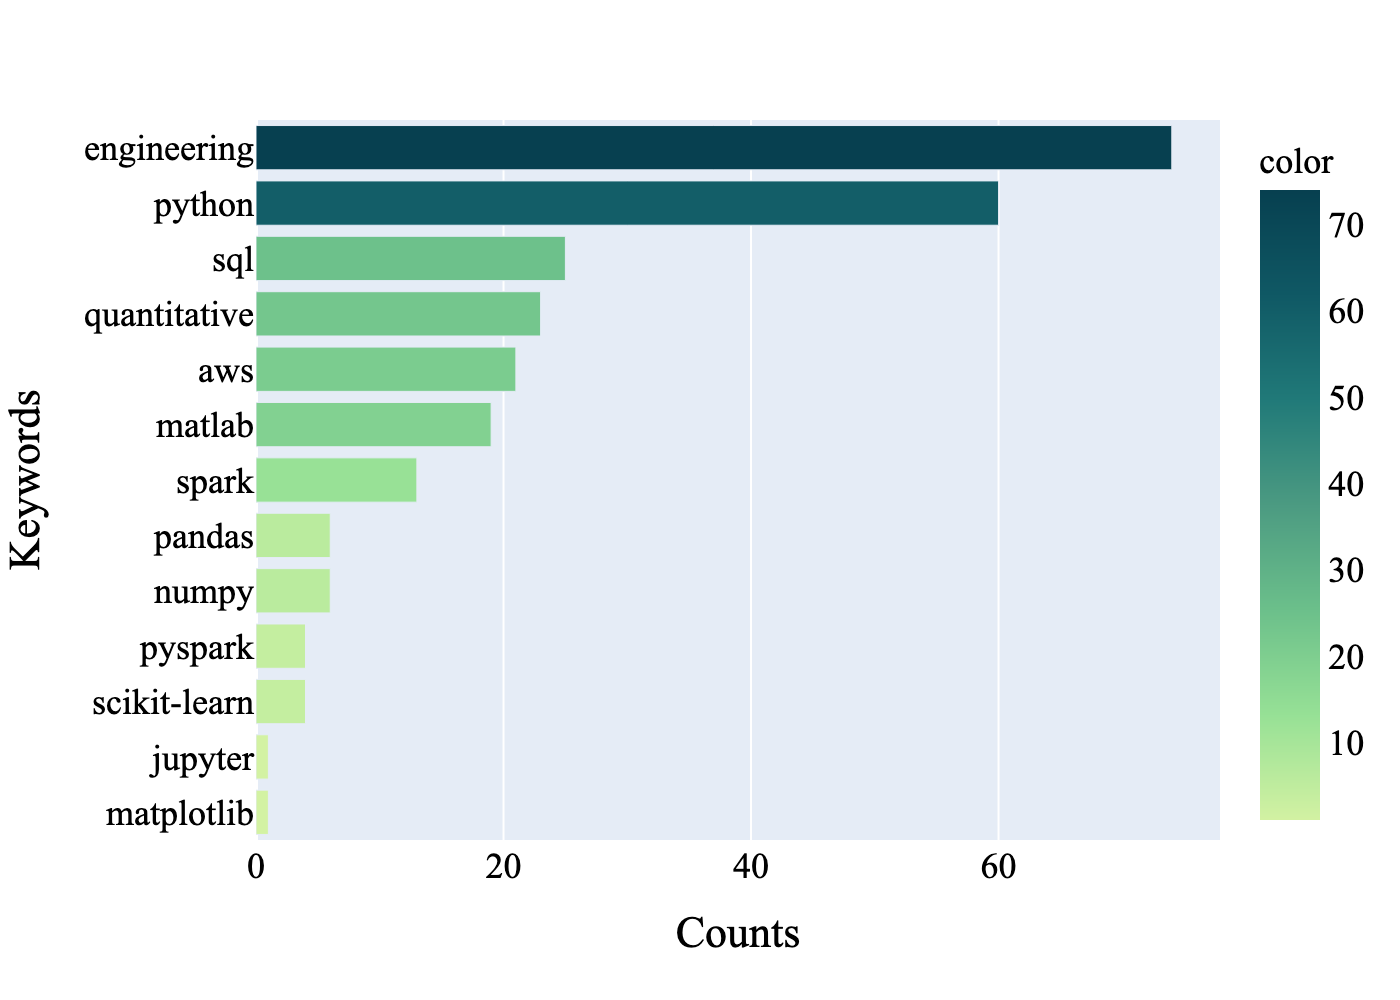 engineering
python
sql
quantitative
aws
matlab
spark
pandas
numpy
pyspark
scikit-learn
jupyter
matplotlib
Keywords
0 20 40 60
Counts
color
70
60
50
40
30
20
10